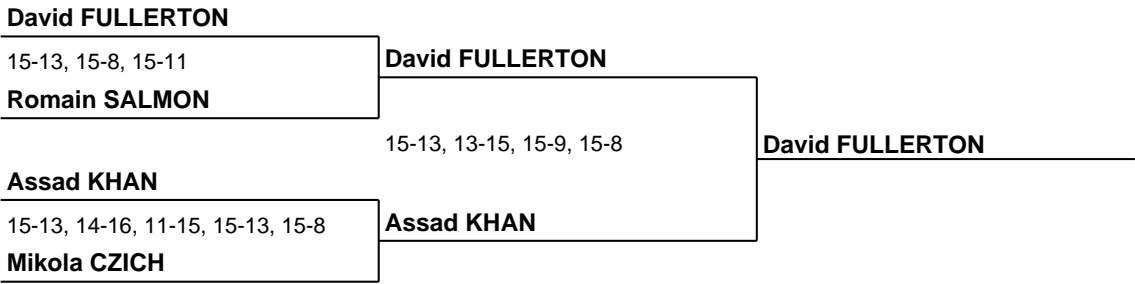 David FULLERTON
15-13, 15-8, 15-11
Romain SALMON
David FULLERTON
15-13, 13-15, 15-9, 15-8
David FULLERTON
Assad KHAN
15-13, 14-16, 11-15, 15-13, 15-8
Mikola CZICH
Assad KHAN